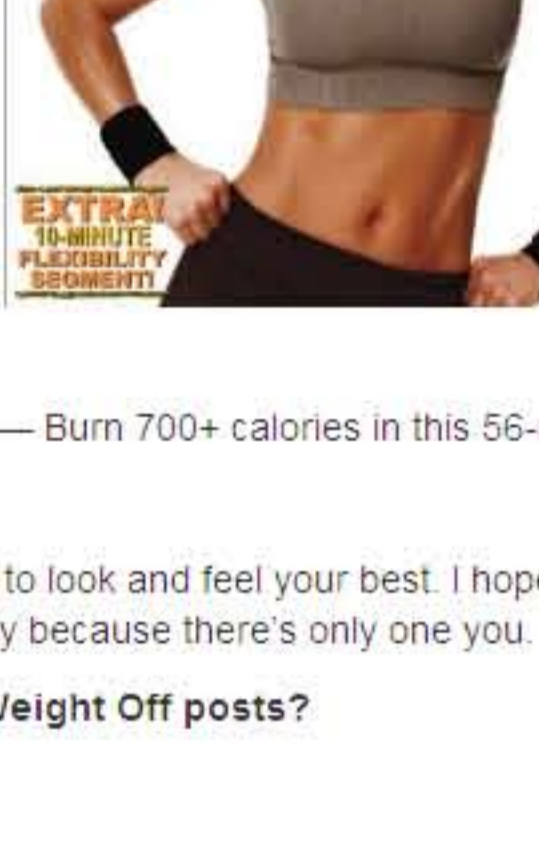 EXTRA!
10-MINUTE
FLEXIBILITY
SEGMENT!
— Burn 700+ calories in this 56-
to look and feel your best. I hope
y because there's only one you.
Weight Off posts?